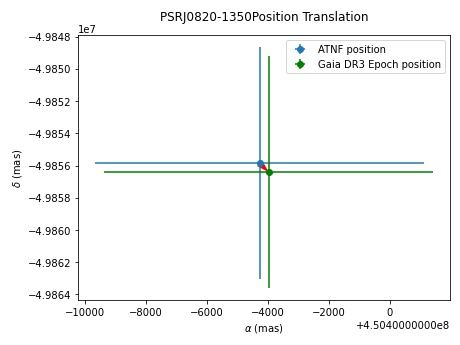 PSRJ0820-1350Position Translation
1e7
ATNF position
Gaia DR3 Epoch position
−4.9848
−4.9850
−4.9852
−4.9854
−4.9856
−4.9858
−4.9860
−4.9862
−4.9864
δ (mas)
−10000 −8000 −6000 −4000 −2000 0
α (mas)
+4.5040000000e8